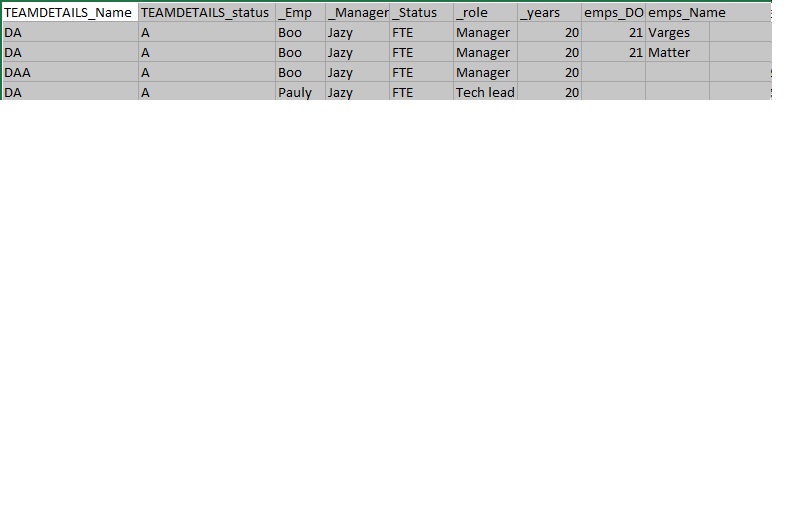 TEAMDETAILS_Name TEAMDETAILS_status _Emp _Manager _Status _role _years emps_DO emps_Name
DA A Boo Jazy FTE Manager 20 21 Varges
DA A Boo Jazy FTE Manager 20 21 Matter
DAA A Boo Jazy FTE Manager 20
DA A Pauly Jazy FTE Tech lead 20